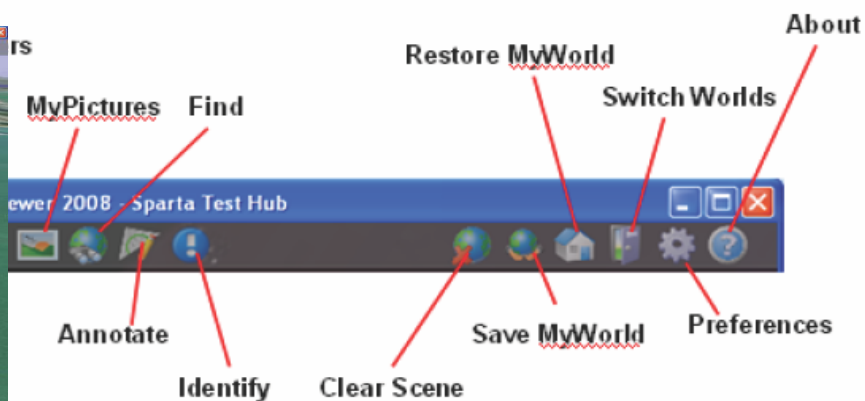 About
rs
Restore MyWorld
Switch Worlds
MyPictures
Find
ewer 2008 - Sparta Test Hub
Annotate
Save MyWorld
Preferences
Identify
Clear Scene